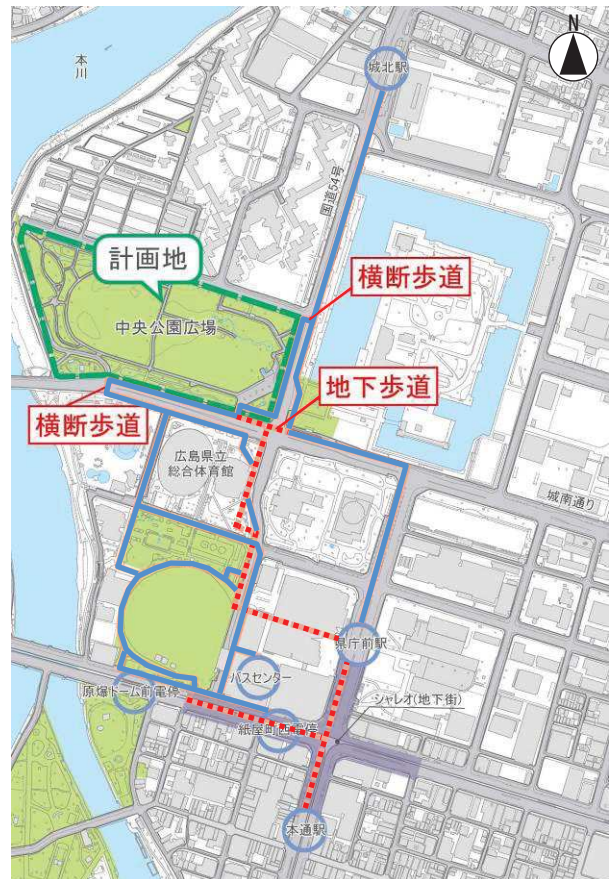 N
本川
城北駅
国道54号
計画地
横断歩道
中央公園広場
地下歩道
横断歩道
広島県立
総合体育館
城南通り
県庁前駅
バスセンター
原爆ドーム前電停
シャレオ(地下街)
紙屋町西電停
本通駅